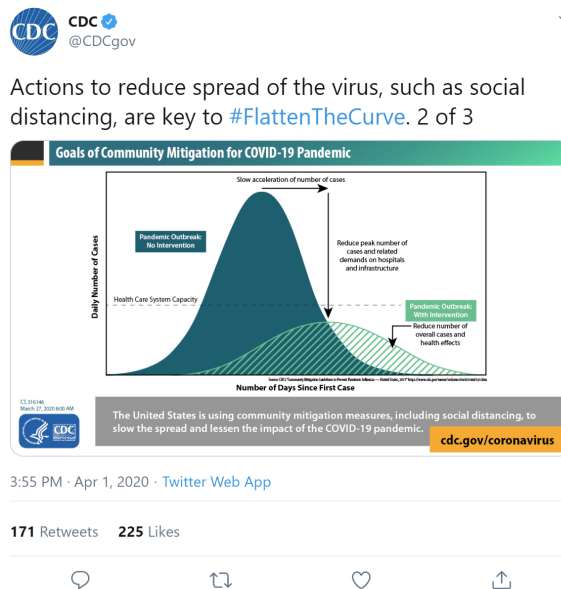 CDC
CDC
@CDCgov
Actions to reduce spread of the virus, such as social
distancing, are key to #FlattenTheCurve. 2 of 3
Goals of Community Mitigation for COVID-19 Pandemic
Slow acceleration of number of cases
Pandemic Outbreak:
No Intervention
Reduce peak number of
cases and related
demands on hospitals
and infrastructure
Daily Number of Cases
Health Care System Capacity
Pandemic Outbreak:
With Intervention
Reduce number of
overall cases and
health effects
Number of Days Since First Case
CS 316146
March 27, 2020 8:00 AM
CDC
The United States is using community mitigation measures, including social distancing, to
slow the spread and lessen the impact of the COVID-19 pandemic.
cdc.gov/coronavirus
3:55 PM · Apr 1, 2020 · Twitter Web App
171 Retweets 225 Likes